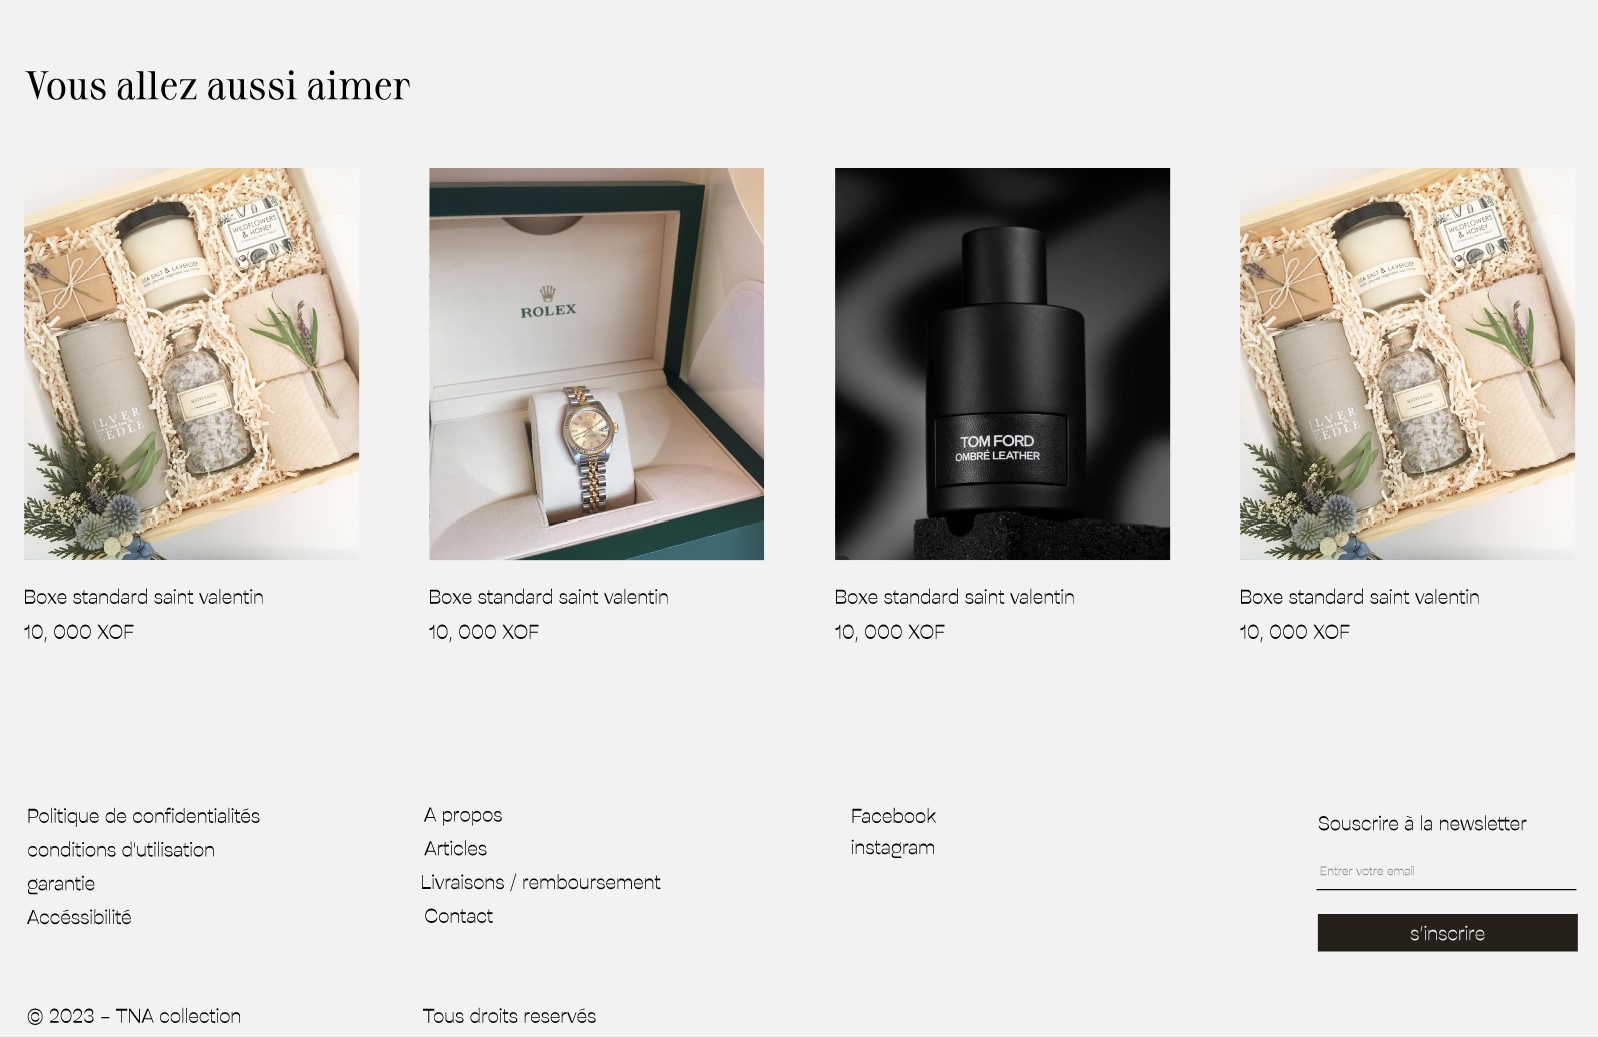 Vous allez aussi aimer
WILDFLOWERS
& HONEY
SEA SALT & LAVENDER
BATH SALTS
ILVER
EEDLE
ROLEX
TOM FORD
OMBRÉ LEATHER
WILDFLOWERS
& HONEY
SEA SALT & LAVENDER
BATH SALTS
ILVER
EEDLE
Boxe standard saint valentin
10, 000 XOF
Boxe standard saint valentin
10, 000 XOF
Boxe standard saint valentin
10, 000 XOF
Boxe standard saint valentin
10, 000 XOF
Politique de confidentialités
conditions d'utilisation
garantie
Accéssibilité
A propos
Articles
Livraisons / remboursement
Contact
Facebook
instagram
Souscrire à la newsletter
Entrer votre email
s'inscrire
© 2023 – TNA collection
Tous droits reservés